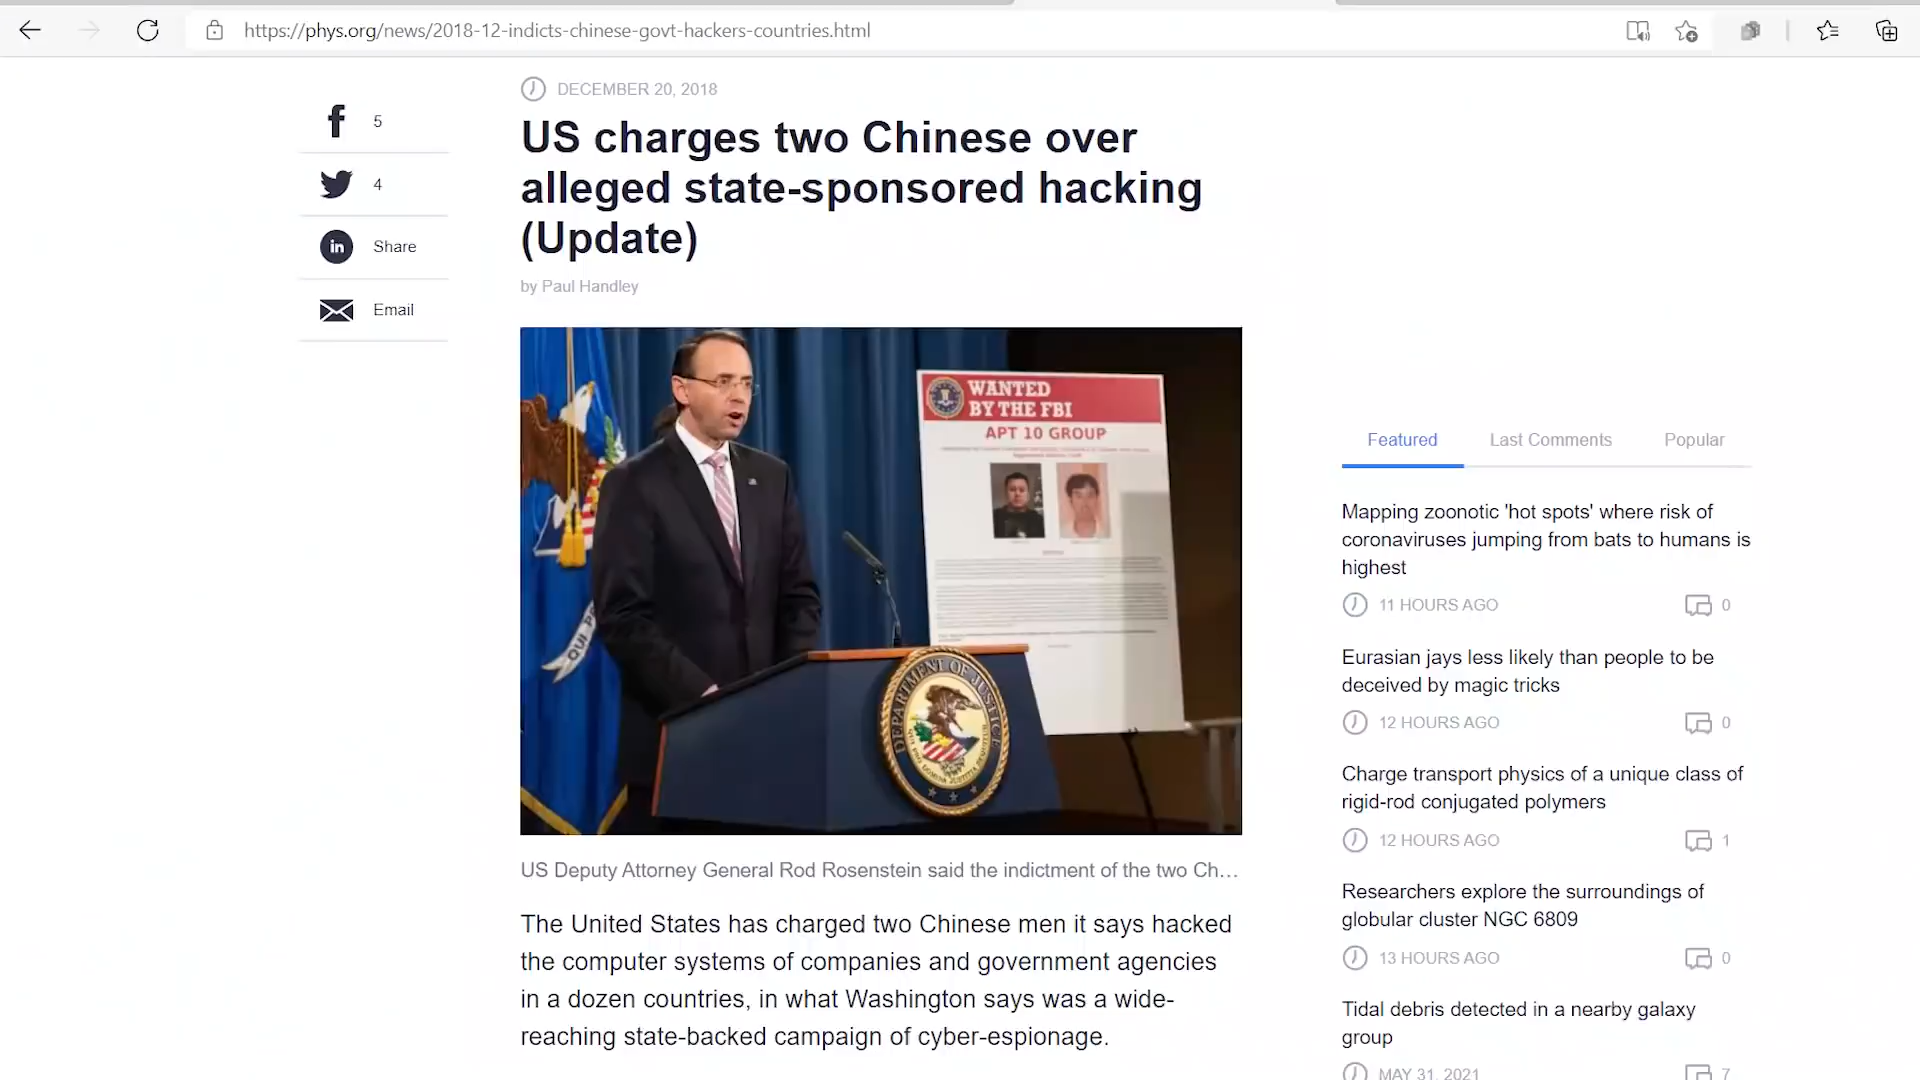 https://phys.org/news/2018-12-indicts-chinese-govt-hackers-countries.html
DECEMBER 20, 2018
US charges two Chinese over
alleged state-sponsored hacking
(Update)
by Paul Handley
5
4
Share
Email
WANTED
BY THE FBI
APT 10 GROUP
QUI P
DEPARTMENT OF JUSTICE
US Deputy Attorney General Rod Rosenstein said the indictment of the two Ch...
The United States has charged two Chinese men it says hacked
the computer systems of companies and government agencies
in a dozen countries, in what Washington says was a wide-
reaching state-backed campaign of cyber-espionage.
Featured Last Comments Popular
Mapping zoonotic 'hot spots' where risk of
coronaviruses jumping from bats to humans is
highest
11 HOURS AGO 0
Eurasian jays less likely than people to be
deceived by magic tricks
12 HOURS AGO 0
Charge transport physics of a unique class of
rigid-rod conjugated polymers
12 HOURS AGO 1
Researchers explore the surroundings of
globular cluster NGC 6809
13 HOURS AGO 0
Tidal debris detected in a nearby galaxy
group
MAY 31, 2021 7